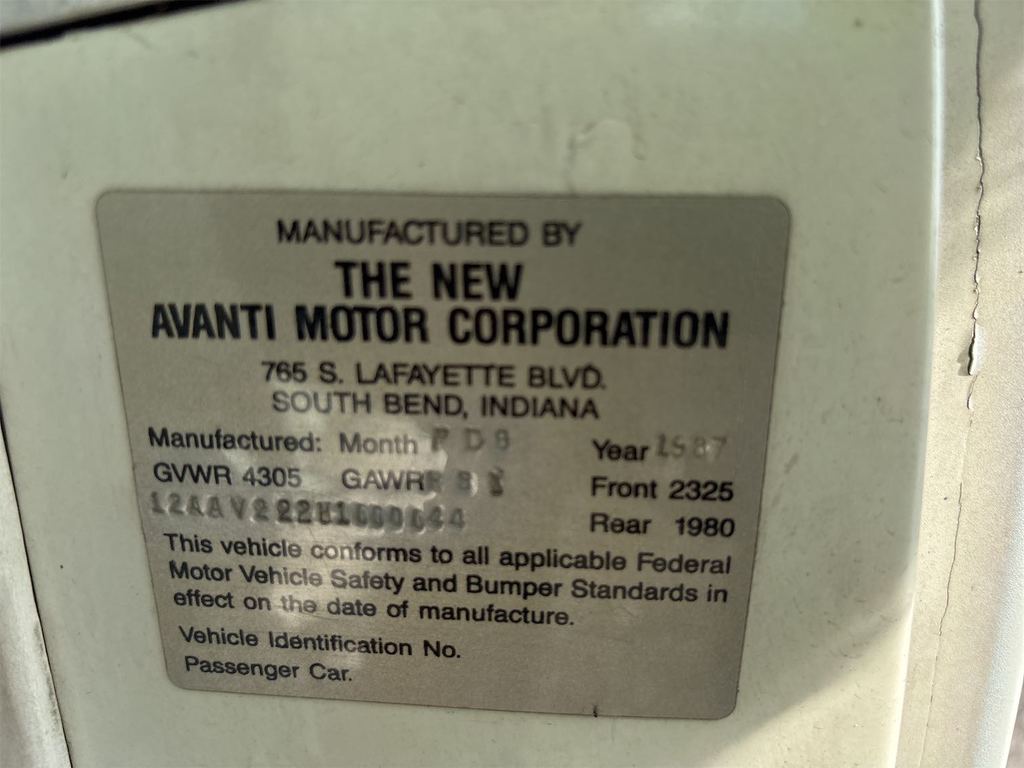 MANUFACTURED BY
THE NEW
AVANTI MOTOR CORPORATION
765 S. LAFAYETTE BLVD.
SOUTH BEND, INDIANA
Manufactured: Month Year 1987
GVWR 4305 GAWR Front 2325
Rear 1980
This vehicle conforms to all applicable Federal
Motor Vehicle Safety and Bumper Standards in
effect on the date of manufacture.
Vehicle Identification No.
Passenger Car.